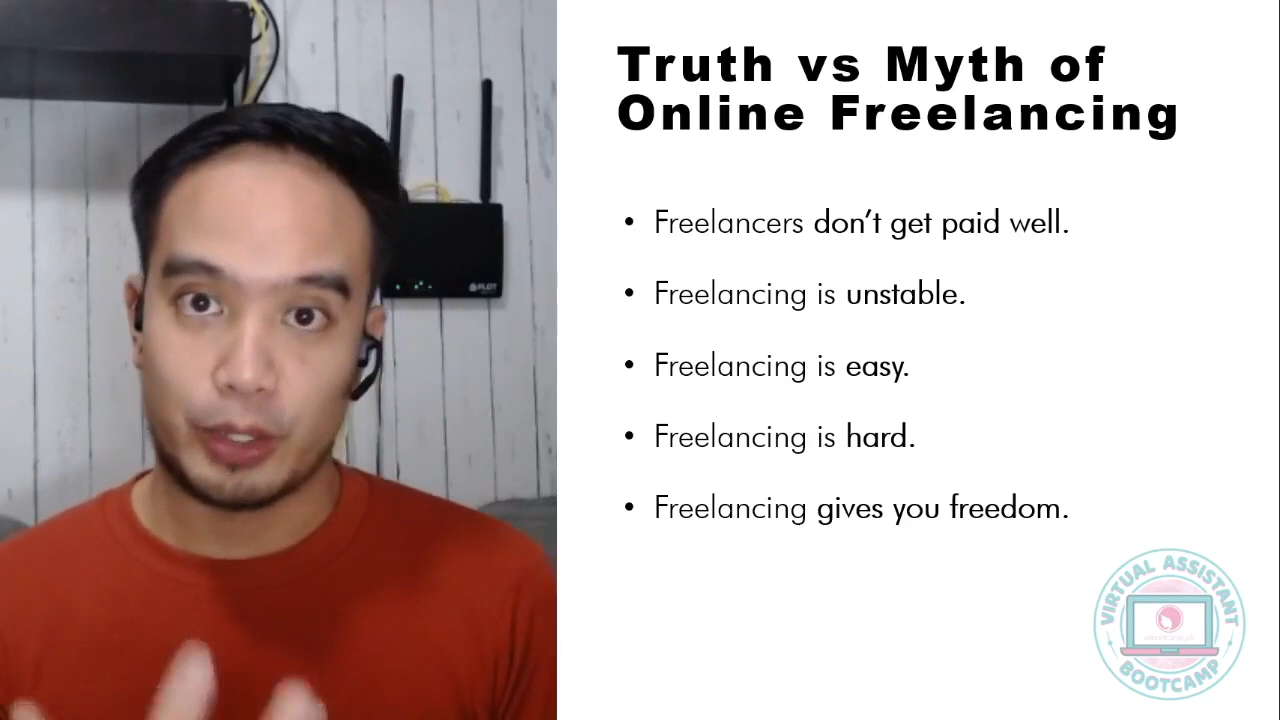 Truth vs Myth of
Online Freelancing
• Freelancers don't get paid well.
• Freelancing is unstable.
• Freelancing is easy.
• Freelancing is hard.
• Freelancing gives you freedom.
PLDT
VIRTUAL ASSISTANT
BOOTCAMP